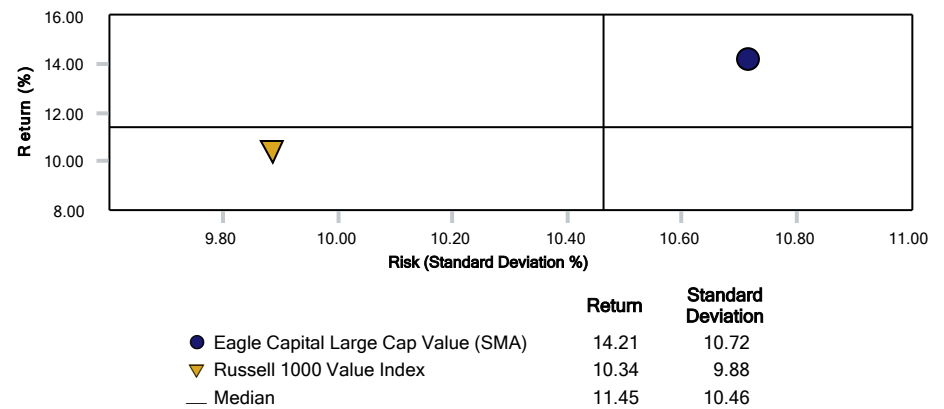 16.00
14.00
12.00
10.00
8.00
Return (%)
9.80 10.00 10.20 10.40 10.60 10.80 11.00
Risk (Standard Deviation %)
Return Standard Deviation
Eagle Capital Large Cap Value (SMA) 14.21 10.72
Russell 1000 Value Index 10.34 9.88
Median 11.45 10.46